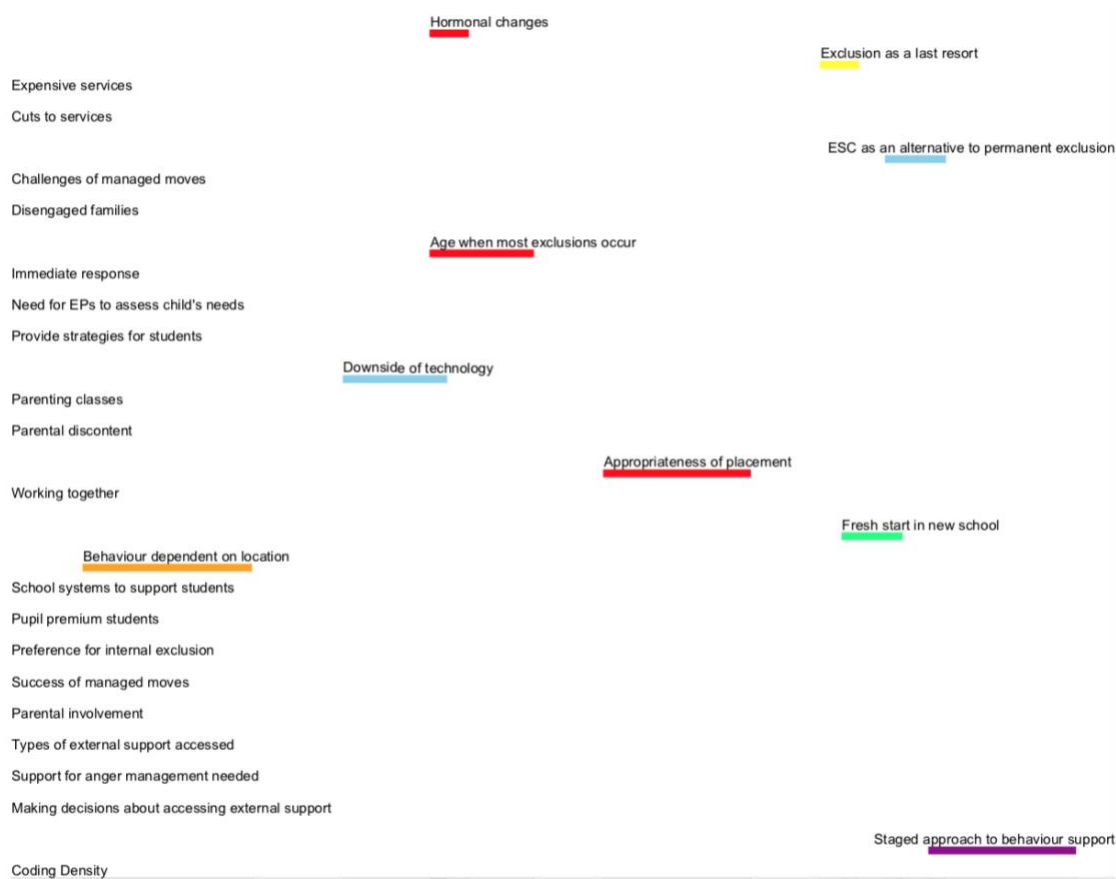 Hormonal changes
Exclusion as a last resort
Expensive services
Cuts to services
ESC as an alternative to permanent exclusion
Challenges of managed moves
Disengaged families
Age when most exclusions occur
Immediate response
Need for EPs to assess child's needs
Provide strategies for students
Downside of technology
Parenting classes
Parental discontent
Appropriateness of placement
Working together
Fresh start in new school
Behaviour dependent on location
School systems to support students
Pupil premium students
Preference for internal exclusion
Success of managed moves
Parental involvement
Types of external support accessed
Support for anger management needed
Making decisions about accessing external support
Staged approach to behaviour support
Coding Density